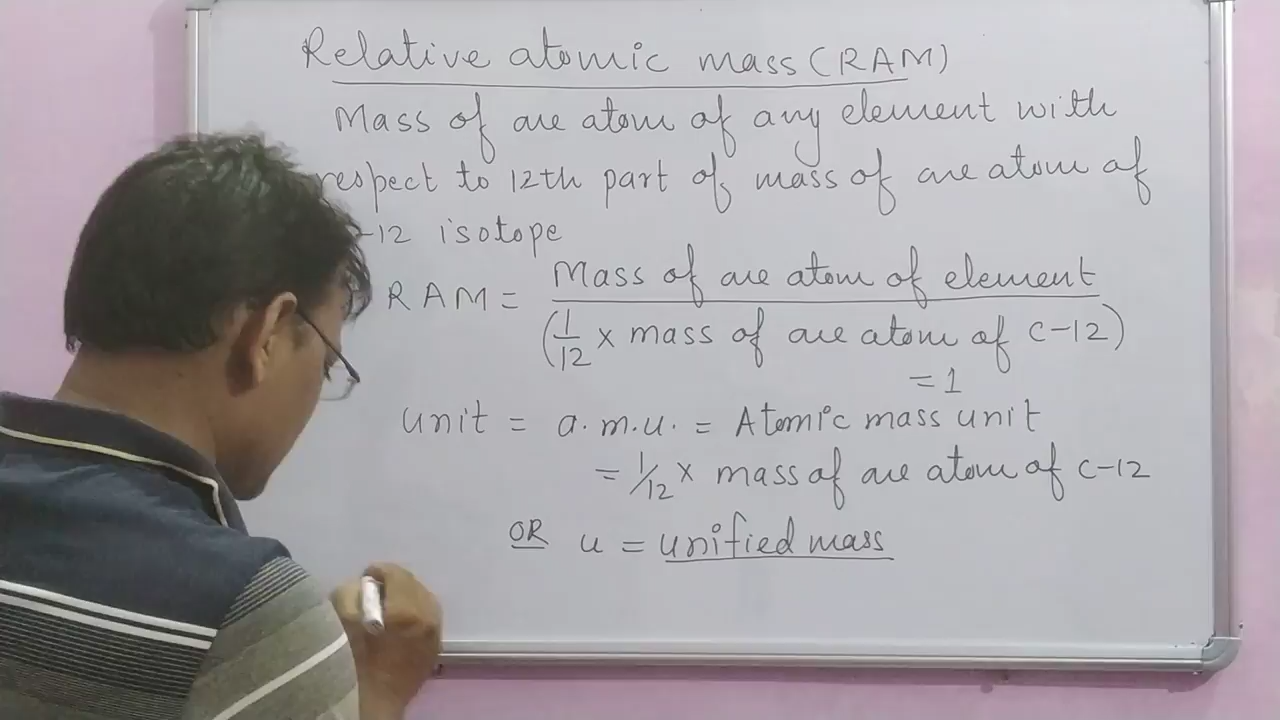 Relative atomic mass (RAM)
Mass of one atom of any element with
respect to 12th part of mass of one atom of
-12 isotope
RAM = Mass of one atom of element
(1/12 × mass of one atom of C-12)
= 1
Unit = a.m.u. = Atomic mass unit
= 1/12 × mass of one atom of C-12
OR u = unified mass